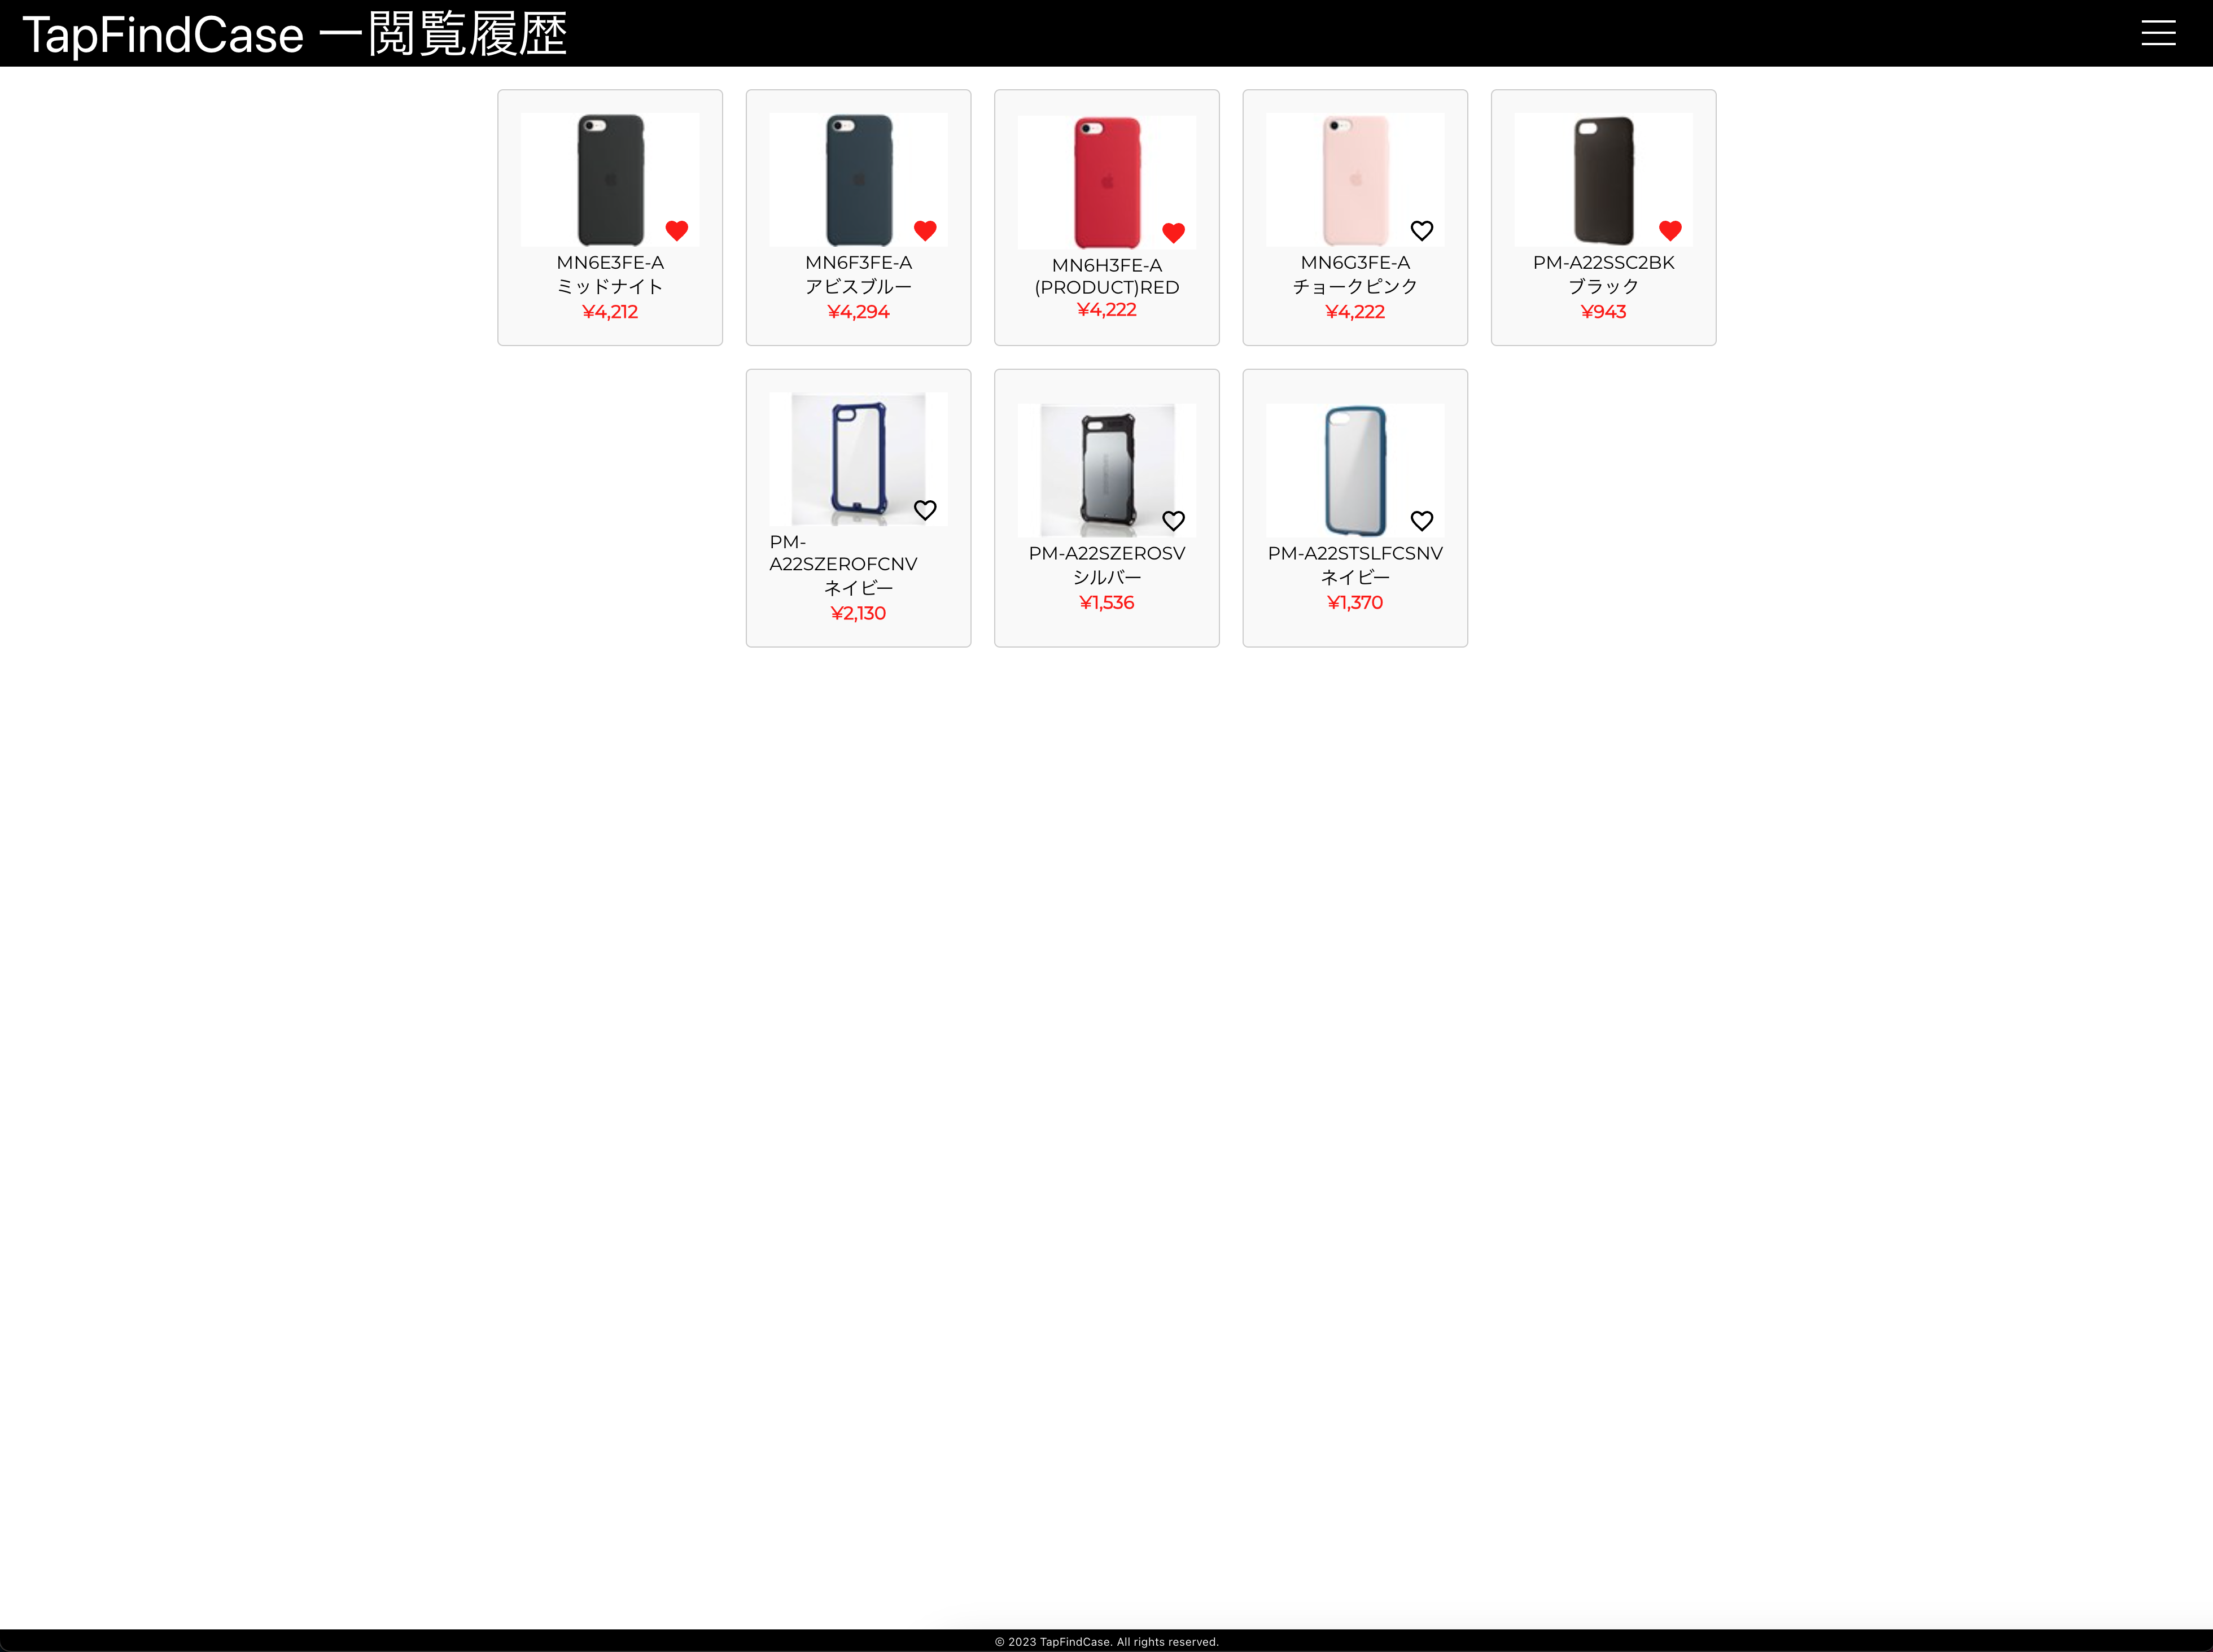 TapFindCase ー閲覧履歴
MN6E3FE-A
ミッドナイト
¥4,212
MN6F3FE-A
アビスブルー
¥4,294
MN6H3FE-A
(PRODUCT)RED
¥4,222
MN6G3FE-A
チョークピンク
¥4,222
PM-A22SSC2BK
ブラック
¥943
PM-
A22SZEROFCNV
ネイビー
¥2,130
PM-A22SZEROSV
シルバー
¥1,536
PM-A22STSLFCSNV
ネイビー
¥1,370
© 2023 TapFindCase. All rights reserved.